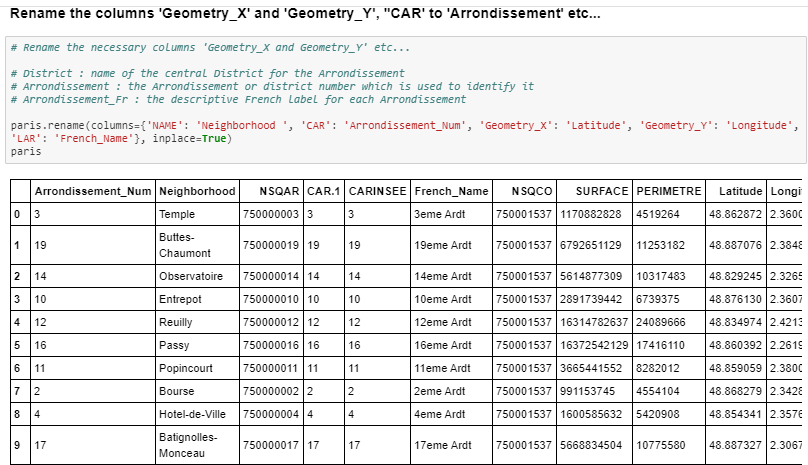 Rename the columns 'Geometry_X' and 'Geometry_Y', "CAR' to 'Arrondissement' etc...
# Rename the necessary columns 'Geometry_X and Geometry_Y' etc...
# District : name of the central District for the Arrondissement
# Arrondissement : the Arrondissement or district number which is used to identify it
# Arrondissement_Fr : the descriptive French label for each Arrondissement
paris.rename(columns={'NAME': 'Neighborhood ', 'CAR': 'Arrondissement_Num', 'Geometry_X': 'Latitude', 'Geometry_Y': 'Longitude',
'LAR': 'French_Name'}, inplace=True)
paris
Arrondissement_Num Neighborhood NSQAR CAR.1 CARINSEE French_Name NSQCO SURFACE PERIMETRE Latitude Longi
0 3 Temple 750000003 3 3 3eme Ardt 750001537 1170882828 4519264 48.862872 2.3600
1 19 Buttes-
Chaumont 750000019 19 19 19eme Ardt 750001537 6792651129 11253182 48.887076 2.3848
2 14 Observatoire 750000014 14 14 14eme Ardt 750001537 5614877309 10317483 48.829245 2.3265
3 10 Entrepot 750000010 10 10 10eme Ardt 750001537 2891739442 6739375 48.876130 2.3607
4 12 Reuilly 750000012 12 12 12eme Ardt 750001537 16314782637 24089666 48.834974 2.4213
5 16 Passy 750000016 16 16 16eme Ardt 750001537 16372542129 17416110 48.860392 2.2619
6 11 Popincourt 750000011 11 11 11eme Ardt 750001537 3665441552 8282012 48.859059 2.3800
7 2 Bourse 750000002 2 2 2eme Ardt 750001537 991153745 4554104 48.868279 2.3428
8 4 Hotel-de-Ville 750000004 4 4 4eme Ardt 750001537 1600585632 5420908 48.854341 2.3576
9 17 Batignolles-
Monceau 750000017 17 17 17eme Ardt 750001537 5668834504 10775580 48.887327 2.3067